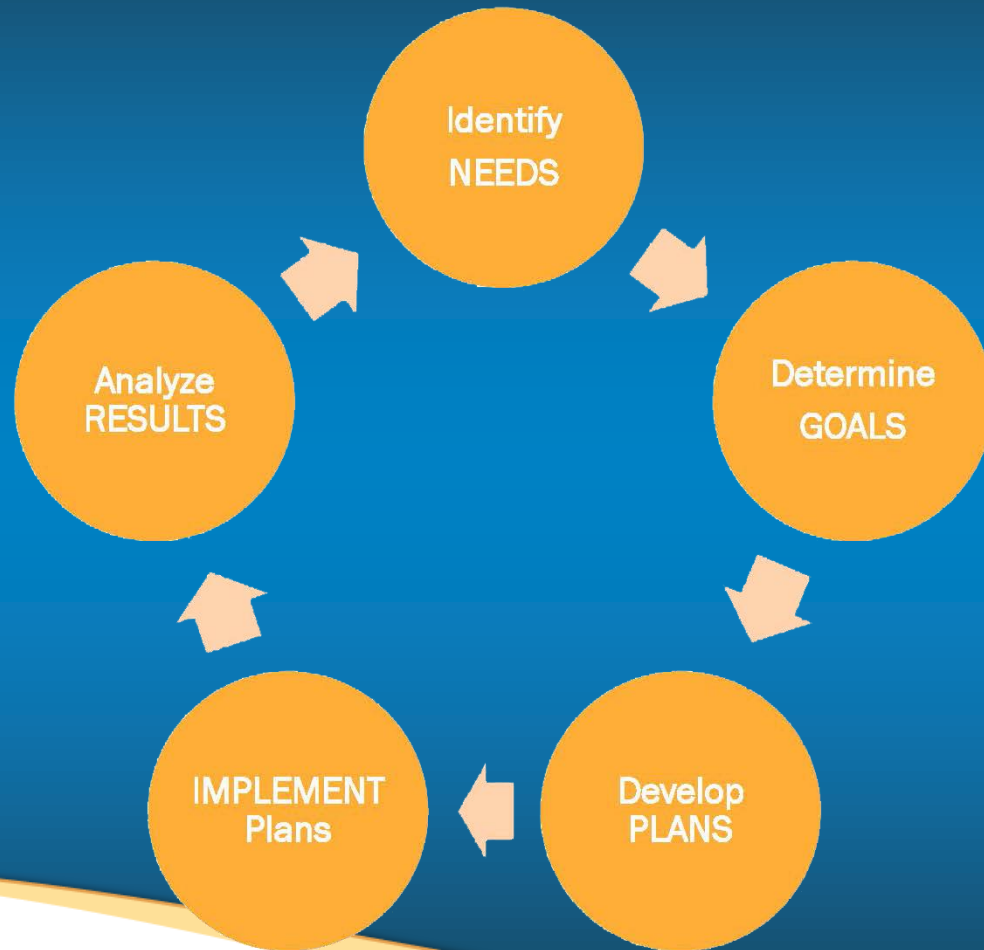 Identify
NEEDS
Determine
GOALS
Develop
PLANS
IMPLEMENT
Plans
Analyze
RESULTS